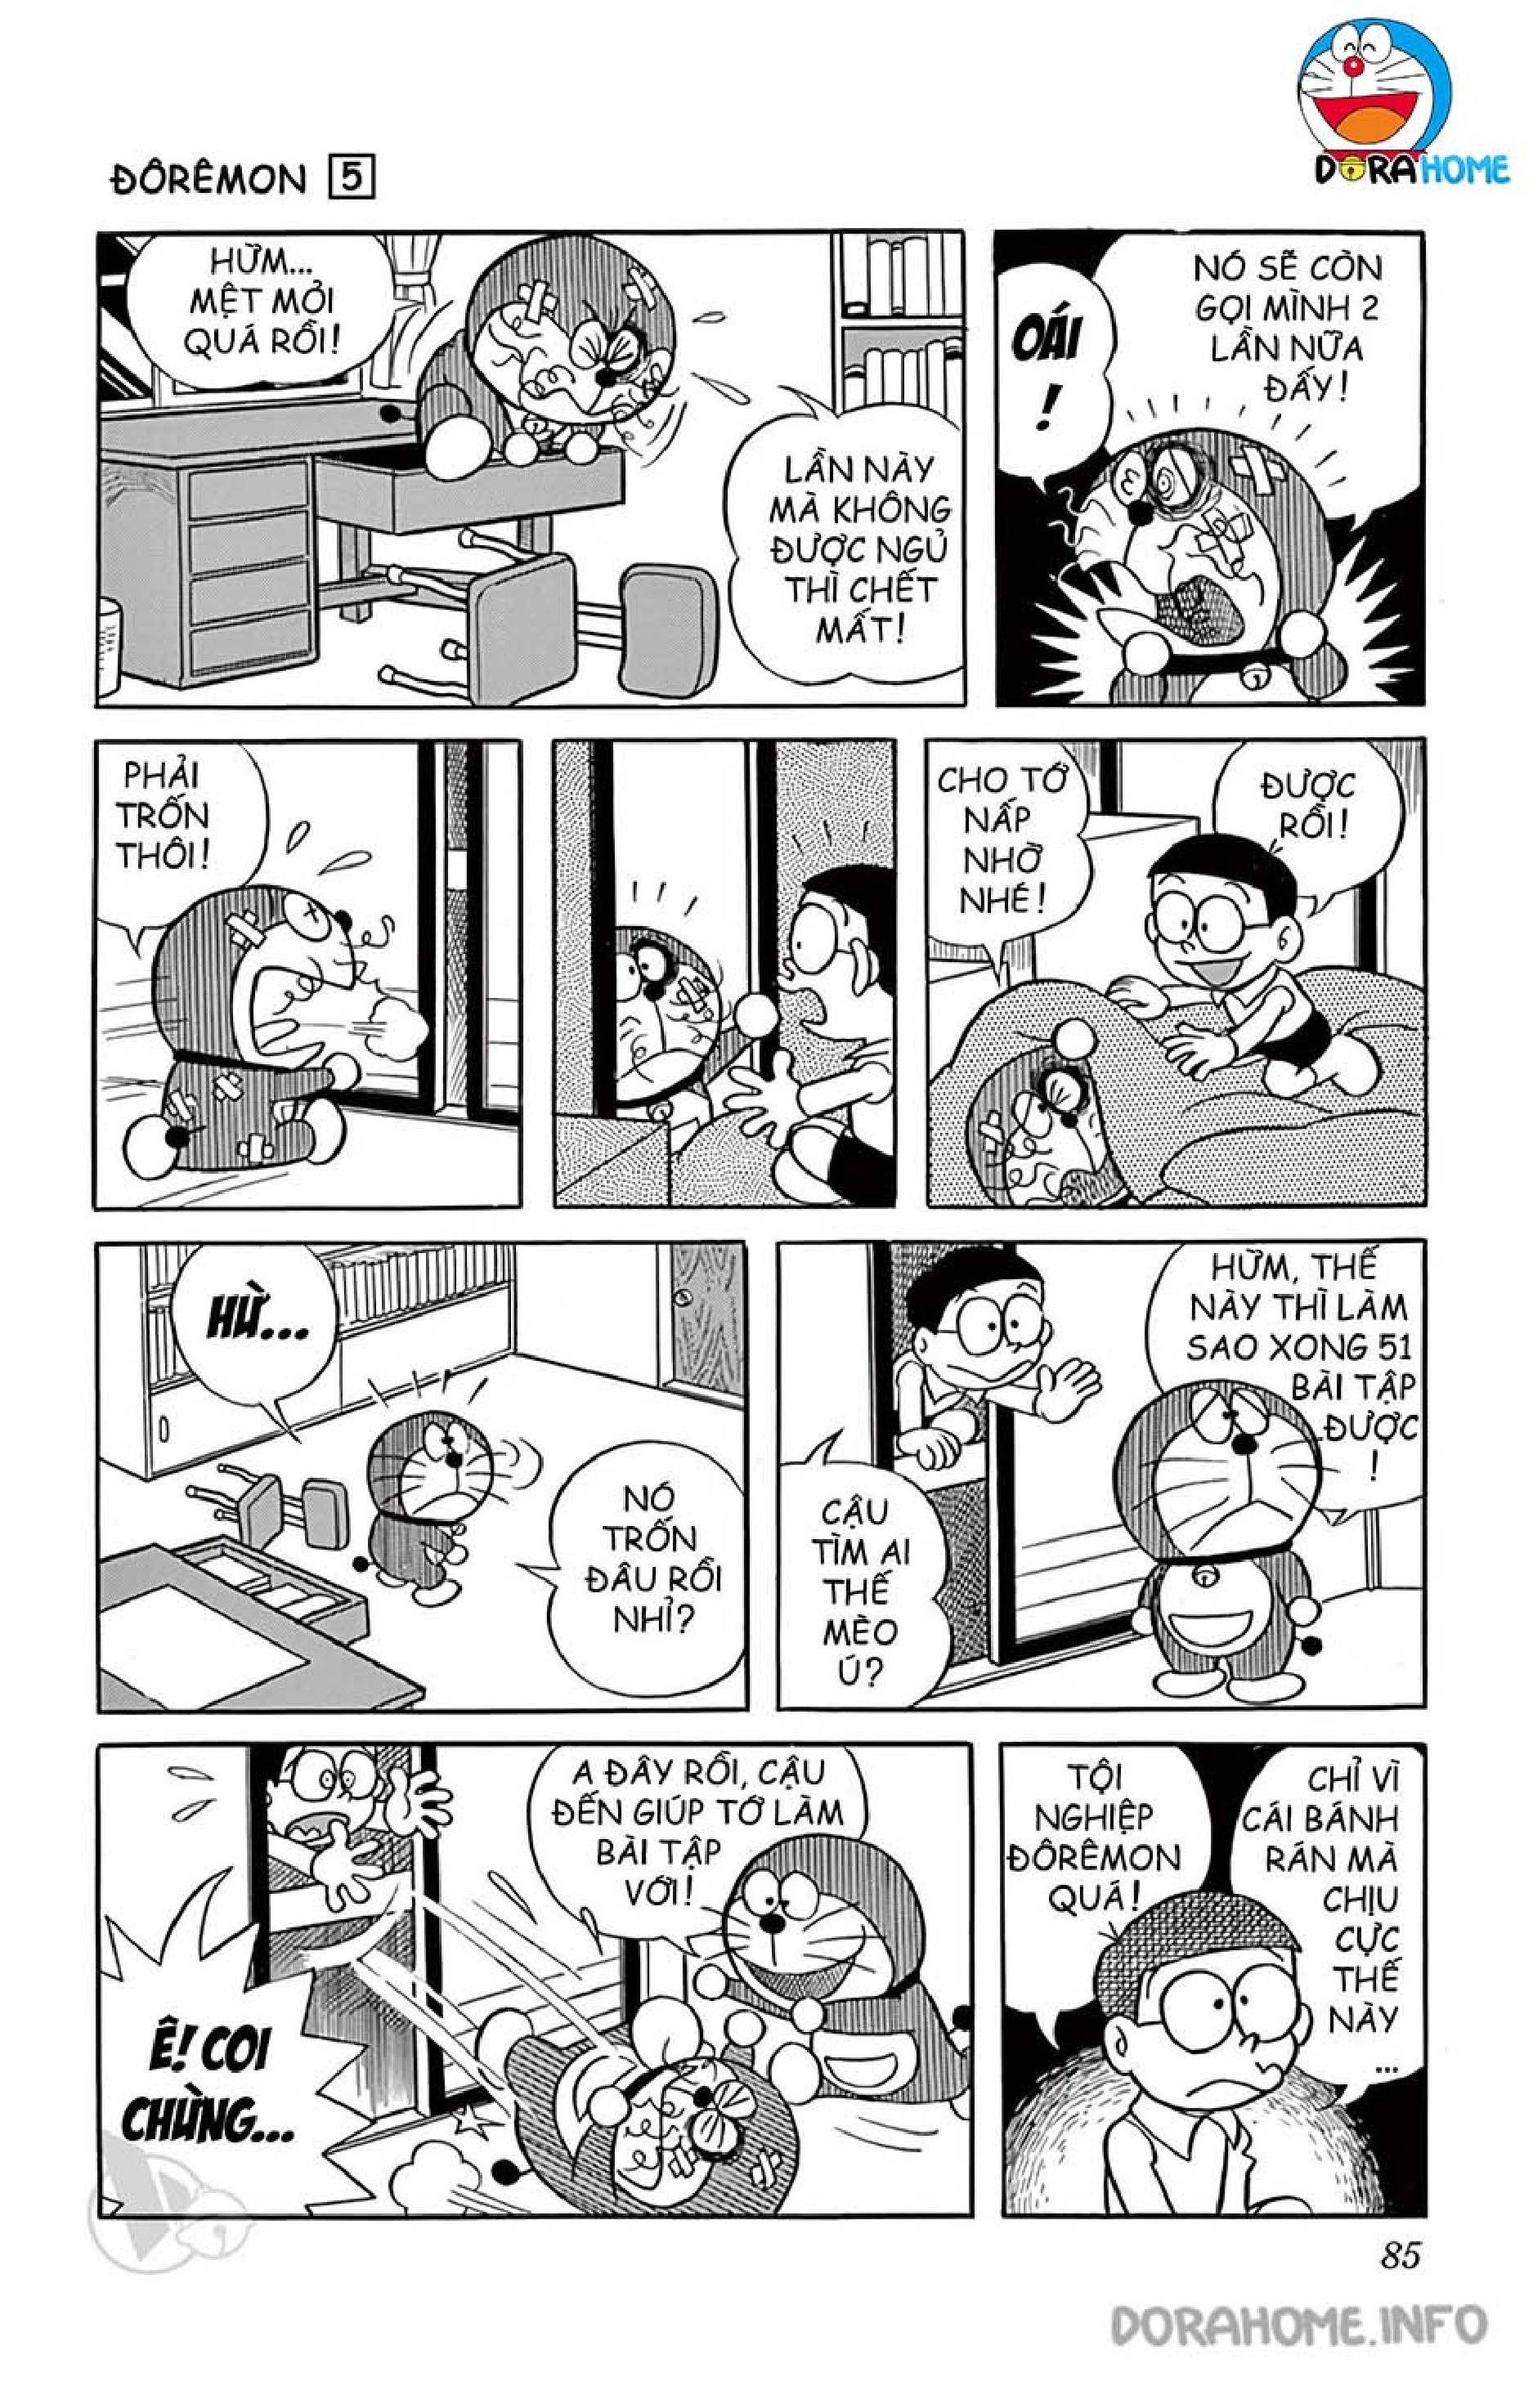 DORAHOME
ĐÔRÊMON 5
HỪM...
MỆT MỎI
QUÁ RỒI!
LẦN NÀY
MÀ KHÔNG
ĐƯỢC NGỦ
THÌ CHẾT
MẤT!
OÁI
!
NÓ SẼ CÒN
GỌI MÌNH 2
LẦN NỮA
ĐẤY!
PHẢI
TRỐN
THÔI!
CHO TỚ
NẤP
NHỜ
NHÉ!
ĐƯỢC
RỒI!
HỪ...
NÓ
TRỐN
ĐÂU RỒI
NHỈ?
CẬU
TÌM AI
THẾ
MÈO
Ú?
HỪM, THẾ
NÀY THÌ LÀM
SAO XONG 51
BÀI TẬP
ĐƯỢC
!
Ê! COI
CHỪNG...
A ĐÂY RỒI, CẬU
ĐẾN GIÚP TỚ LÀM
BÀI TẬP
VỚI!
TỘI
NGHIỆP
ĐÔRÊMON
QUÁ!
CHỈ VÌ
CÁI BÁNH
RÁN MÀ
CHỊU
CỰC
THẾ
NÀY
...
85
DORAHOME.INFO